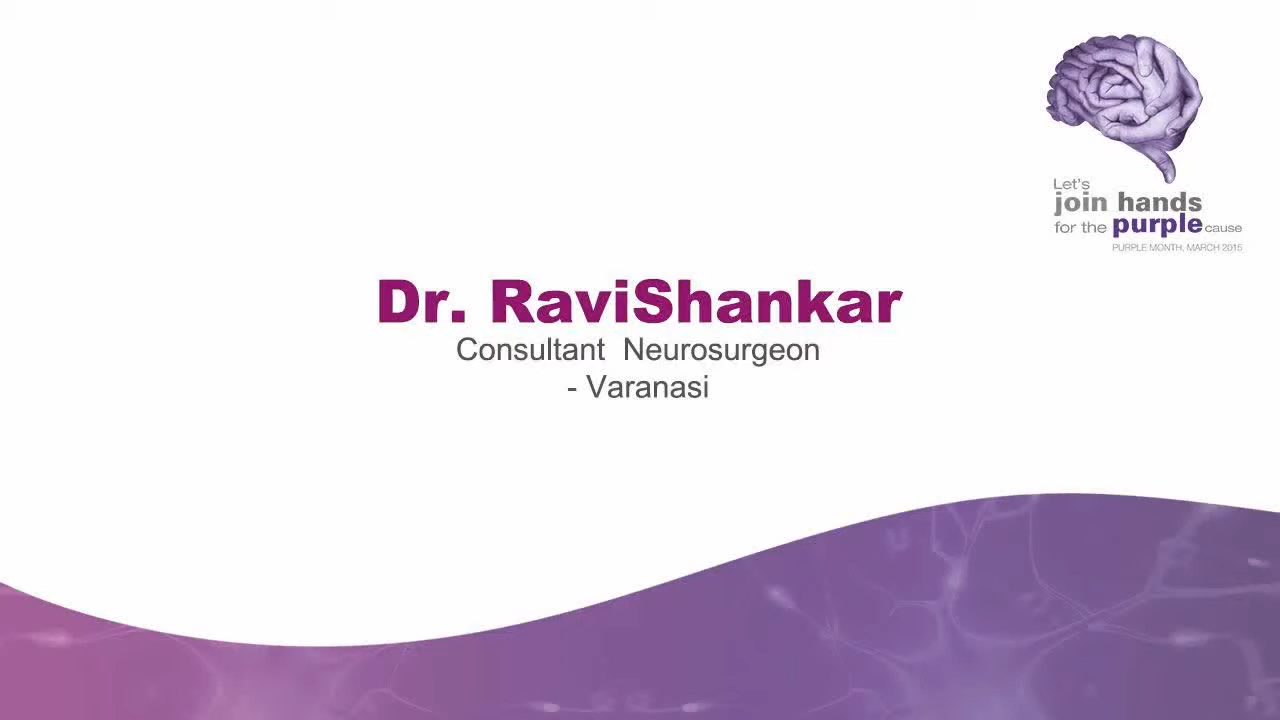 Let's
join hands
for the purple cause
PURPLE MONTH, MARCH 2015
Dr. RaviShankar
Consultant  Neurosurgeon
- Varanasi